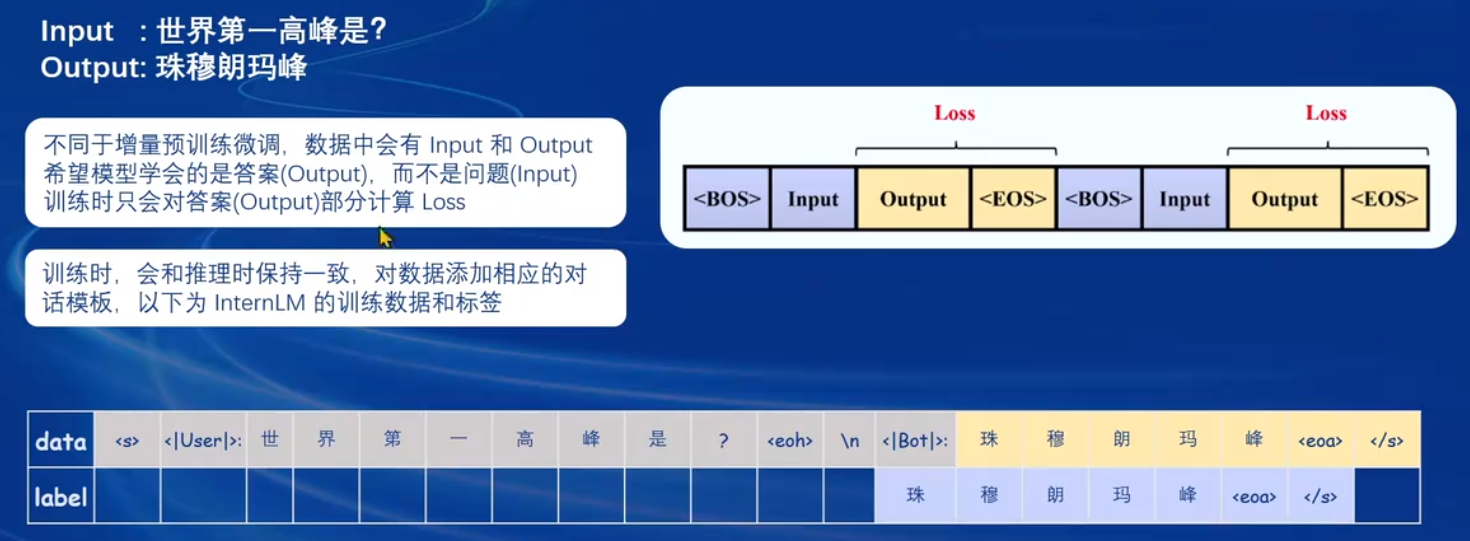 Input : 世界第一高峰是？
Output: 珠穆朗玛峰
不同于增量预训练微调，数据中会有 Input 和 Output
希望模型学会的是答案(Output)，而不是问题(Input)
训练时只会对答案(Output)部分计算 Loss
Loss Loss
<BOS> Input Output <EOS> <BOS> Input Output <EOS>
训练时，会和推理时保持一致，对数据添加相应的对
话模板，以下为 InternLM 的训练数据和标签
data <s> <|User|>: 世 界 第 一 高 峰 是 ? <eoh> \n <|Bot|>: 珠 穆 朗 玛 峰 <eoa> </s>
label 珠 穆 朗 玛 峰 <eoa> </s>